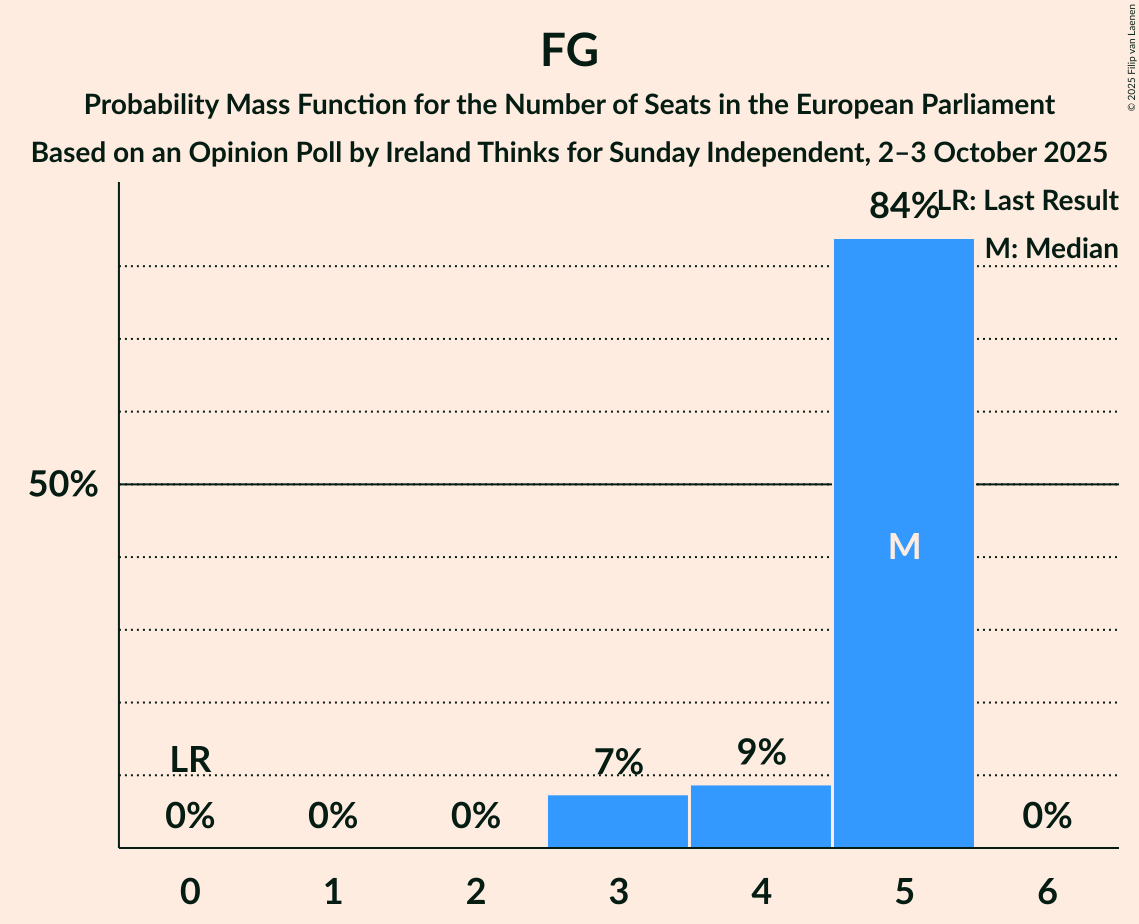 FG
Probability Mass Function for the Number of Seats in the European Parliament
Based on an Opinion Poll by Ireland Thinks for Sunday Independent, 2–3 October 2025
© 2025 Filip van Laenen
LR: Last Result
M: Median
84%
50%
M
LR
7%
9%
0%
0%
0%
0%
0 1 2 3 4 5 6